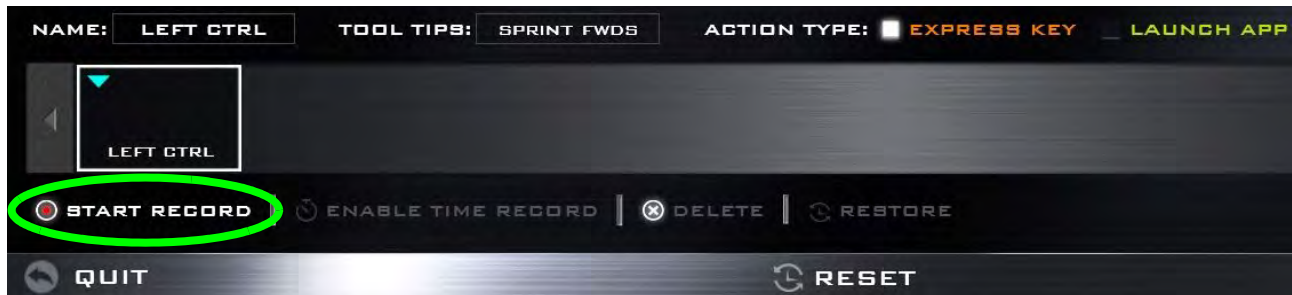 NAME: LEFT CTRL TOOL TIPS: SPRINT FWDS ACTION TYPE: EXPRESS KEY LAUNCH APP
LEFT CTRL
START RECORD ENABLE TIME RECORD DELETE RESTORE
QUIT RESET